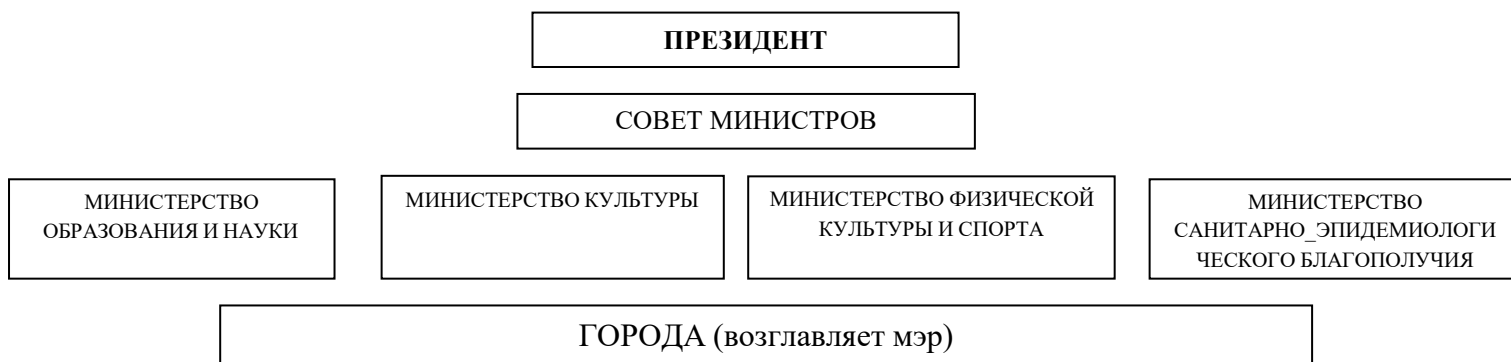 ПРЕЗИДЕНТ
СОВЕТ МИНИСТРОВ
МИНИСТЕРСТВО
ОБРАЗОВАНИЯ И НАУКИ
МИНИСТЕРСТВО КУЛЬТУРЫ
МИНИСТЕРСТВО ФИЗИЧЕСКОЙ
КУЛЬТУРЫ И СПОРТА
МИНИСТЕРСТВО
САНИТАРНО_ЭПИДЕМИОЛОГИ
ЧЕСКОГО БЛАГОПОЛУЧИЯ
ГОРОДА (возглавляет мэр)